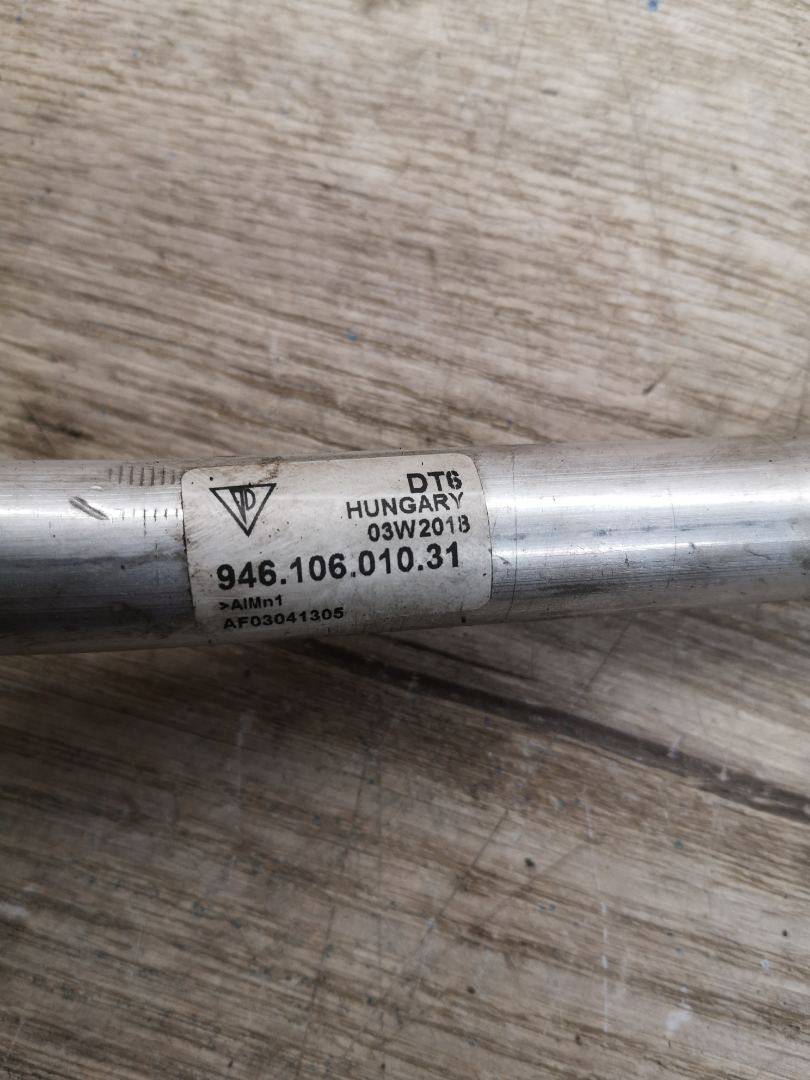 DT6
HUNGARY
03W2018
946.106.010.31
>AlMn1
AF03041305